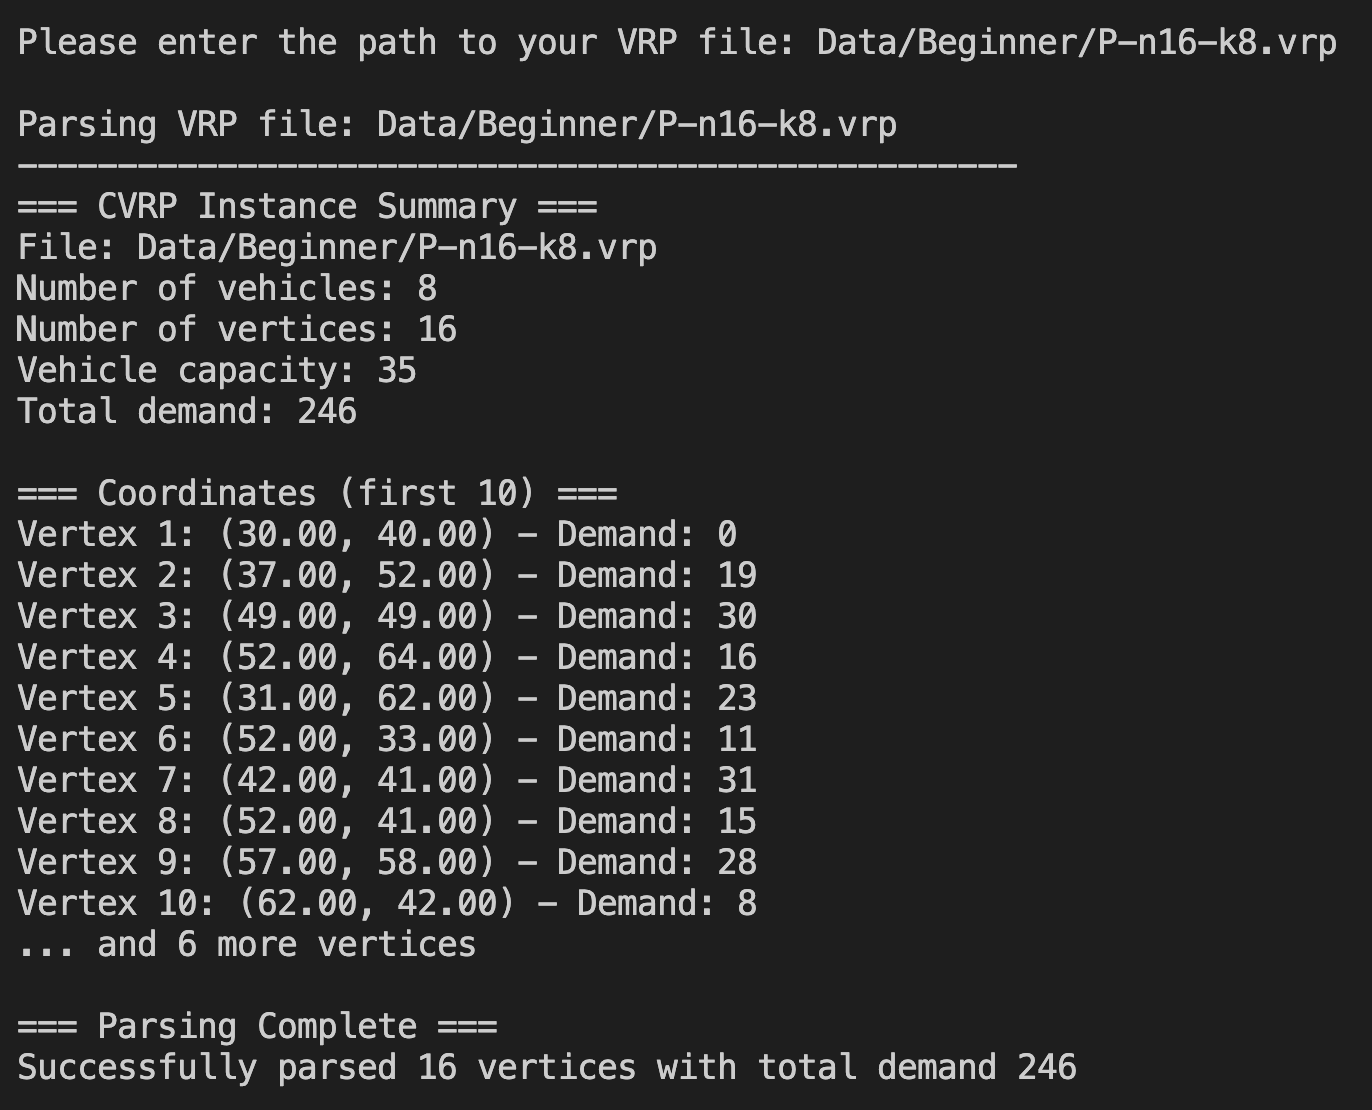 Please enter the path to your VRP file: Data/Beginner/P-n16-k8.vrp
Parsing VRP file: Data/Beginner/P-n16-k8.vrp
--------------------------------------------------
=== CVRP Instance Summary ===
File: Data/Beginner/P-n16-k8.vrp
Number of vehicles: 8
Number of vertices: 16
Vehicle capacity: 35
Total demand: 246
=== Coordinates (first 10) ===
Vertex 1: (30.00, 40.00) - Demand: 0
Vertex 2: (37.00, 52.00) - Demand: 19
Vertex 3: (49.00, 49.00) - Demand: 30
Vertex 4: (52.00, 64.00) - Demand: 16
Vertex 5: (31.00, 62.00) - Demand: 23
Vertex 6: (52.00, 33.00) - Demand: 11
Vertex 7: (42.00, 41.00) - Demand: 31
Vertex 8: (52.00, 41.00) - Demand: 15
Vertex 9: (57.00, 58.00) - Demand: 28
Vertex 10: (62.00, 42.00) - Demand: 8
... and 6 more vertices
=== Parsing Complete ===
Successfully parsed 16 vertices with total demand 246